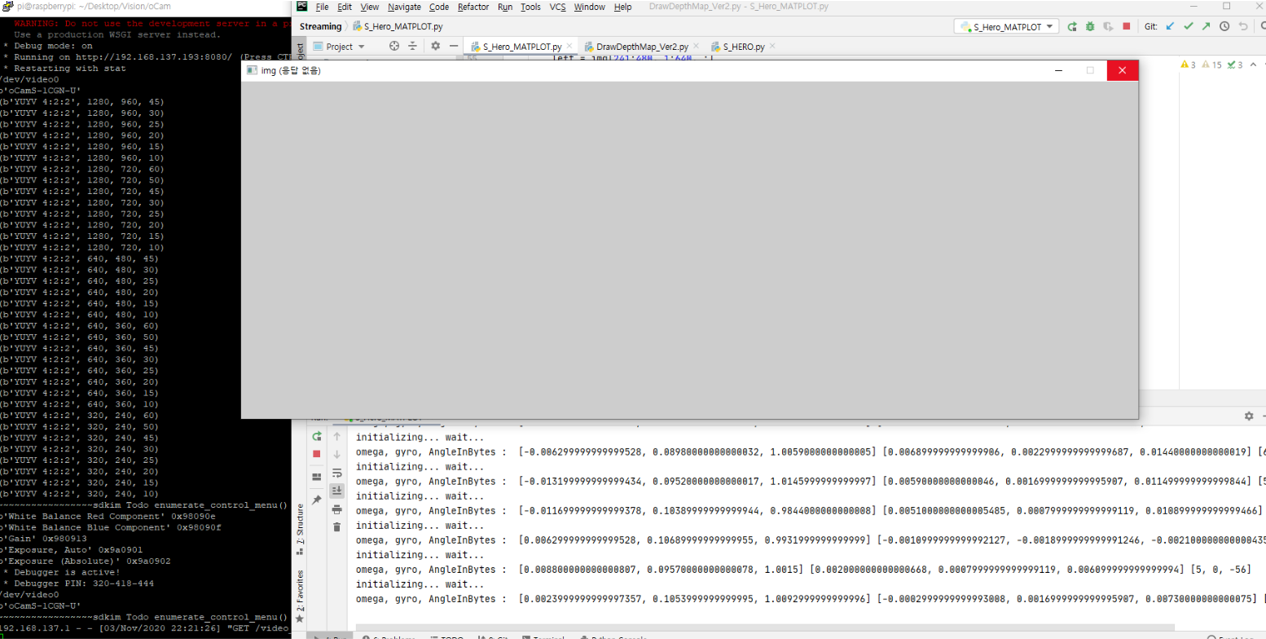 pi@raspberrypi: ~/Desktop/Vision/oCam
WARNING: Do not use the development server in a p
Use a production WSGI server instead.
* Debug mode: on
* Running on http://192.168.137.193:8080/ (Press CT
* Restarting with stat
/dev/video0
b'oCamS-1CGN-U'
(b'YUYV 4:2:2', 1280, 960, 45)
(b'YUYV 4:2:2', 1280, 960, 30)
(b'YUYV 4:2:2', 1280, 960, 25)
(b'YUYV 4:2:2', 1280, 960, 20)
(b'YUYV 4:2:2', 1280, 960, 15)
(b'YUYV 4:2:2', 1280, 960, 10)
(b'YUYV 4:2:2', 1280, 720, 60)
(b'YUYV 4:2:2', 1280, 720, 50)
(b'YUYV 4:2:2', 1280, 720, 45)
(b'YUYV 4:2:2', 1280, 720, 30)
(b'YUYV 4:2:2', 1280, 720, 25)
(b'YUYV 4:2:2', 1280, 720, 20)
(b'YUYV 4:2:2', 1280, 720, 15)
(b'YUYV 4:2:2', 1280, 720, 10)
(b'YUYV 4:2:2', 640, 480, 45)
(b'YUYV 4:2:2', 640, 480, 30)
(b'YUYV 4:2:2', 640, 480, 25)
(b'YUYV 4:2:2', 640, 480, 20)
(b'YUYV 4:2:2', 640, 480, 15)
(b'YUYV 4:2:2', 640, 480, 10)
(b'YUYV 4:2:2', 640, 360, 60)
(b'YUYV 4:2:2', 640, 360, 50)
(b'YUYV 4:2:2', 640, 360, 45)
(b'YUYV 4:2:2', 640, 360, 30)
(b'YUYV 4:2:2', 640, 360, 25)
(b'YUYV 4:2:2', 640, 360, 20)
(b'YUYV 4:2:2', 640, 360, 15)
(b'YUYV 4:2:2', 640, 360, 10)
(b'YUYV 4:2:2', 320, 240, 60)
(b'YUYV 4:2:2', 320, 240, 50)
(b'YUYV 4:2:2', 320, 240, 45)
(b'YUYV 4:2:2', 320, 240, 30)
(b'YUYV 4:2:2', 320, 240, 25)
(b'YUYV 4:2:2', 320, 240, 20)
(b'YUYV 4:2:2', 320, 240, 15)
(b'YUYV 4:2:2', 320, 240, 10)
-----------------sdkim Todo enumerate_control_menu()
b'White Balance Red Component' 0x98090e
b'White Balance Blue Component' 0x98090f
b'Gain' 0x980913
b'Exposure, Auto' 0x9a0901
b'Exposure (Absolute)' 0x9a0902
* Debugger is active!
* Debugger PIN: 320-418-444
/dev/video0
b'oCamS-1CGN-U'
-----------------sdkim Todo enumerate_control_menu()
192.168.137.1 - - [03/Nov/2020 22:21:26] "GET /video
File Edit View Navigate Code Refactor Run Tools VCS Window Help DrawDepthMap_Ver2.py - S_Hero_MATPLOT.py
Streaming S_Hero_MATPLOT.py S_Hero_MATPLOT Git:
Project S_Hero_MATPLOT.py DrawDepthMap_Ver2.py S_HERO.py
left = img[241:480, 1:640, :]
3 15 3
img (응답 없음)
initializing... wait...
omega, gyro, AngleInBytes : [-0.006299999999999528, 0.08980000000000032, 1.0059000000000005] [0.006899999999999906, 0.0022999999999999687, 0.01440000000000019] [6
initializing... wait...
omega, gyro, AngleInBytes : [-0.01319999999999434, 0.09520000000000017, 1.0145999999999997] [0.00590000000000046, 0.0016999999999995907, 0.011499999999999844] [5
initializing... wait...
omega, gyro, AngleInBytes : [-0.01169999999999378, 0.1038999999999944, 0.9844000000000008] [0.0051000000000005485, 0.0007999999999999119, 0.010899999999999466]
initializing... wait...
omega, gyro, AngleInBytes : [0.006299999999999528, 0.1068999999999955, 0.993199999999999] [-0.0018999999999992127, -0.0018999999999991246, -0.002100000000000435
initializing... wait...
omega, gyro, AngleInBytes : [0.008800000000000807, 0.09570000000000078, 1.0015] [0.002000000000000668, 0.000799999999999119, 0.006899999999999994] [5, 0, -56]
initializing... wait...
omega, gyro, AngleInBytes : [0.0023999999999997357, 0.1053999999999995, 1.0092999999999996] [-0.0002999999999993008, 0.0016999999999995987, 0.00730000000000075] [
Z: Structure
2: Favorites